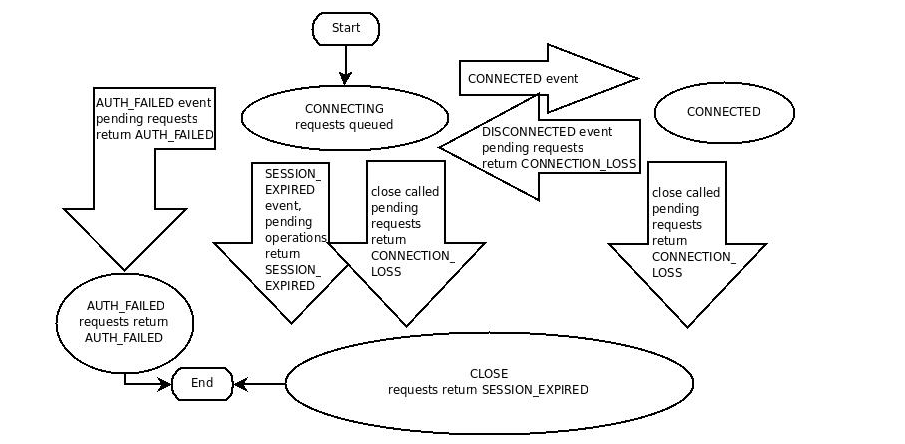 Start
CONNECTING
requests queued
CONNECTED event
CONNECTED
DISCONNECTED event
pending requests
return CONNECTION_LOSS
AUTH_FAILED event
pending requests
return AUTH_FAILED
SESSION_
EXPIRED
event,
pending
operations
return
SESSION_
EXPIRED
close called
pending
requests
return
CONNECTION_
LOSS
close called
pending
requests
return
CONNECTION_
LOSS
AUTH_FAILED
requests return
AUTH_FAILED
End
CLOSE
requests return SESSION_EXPIRED